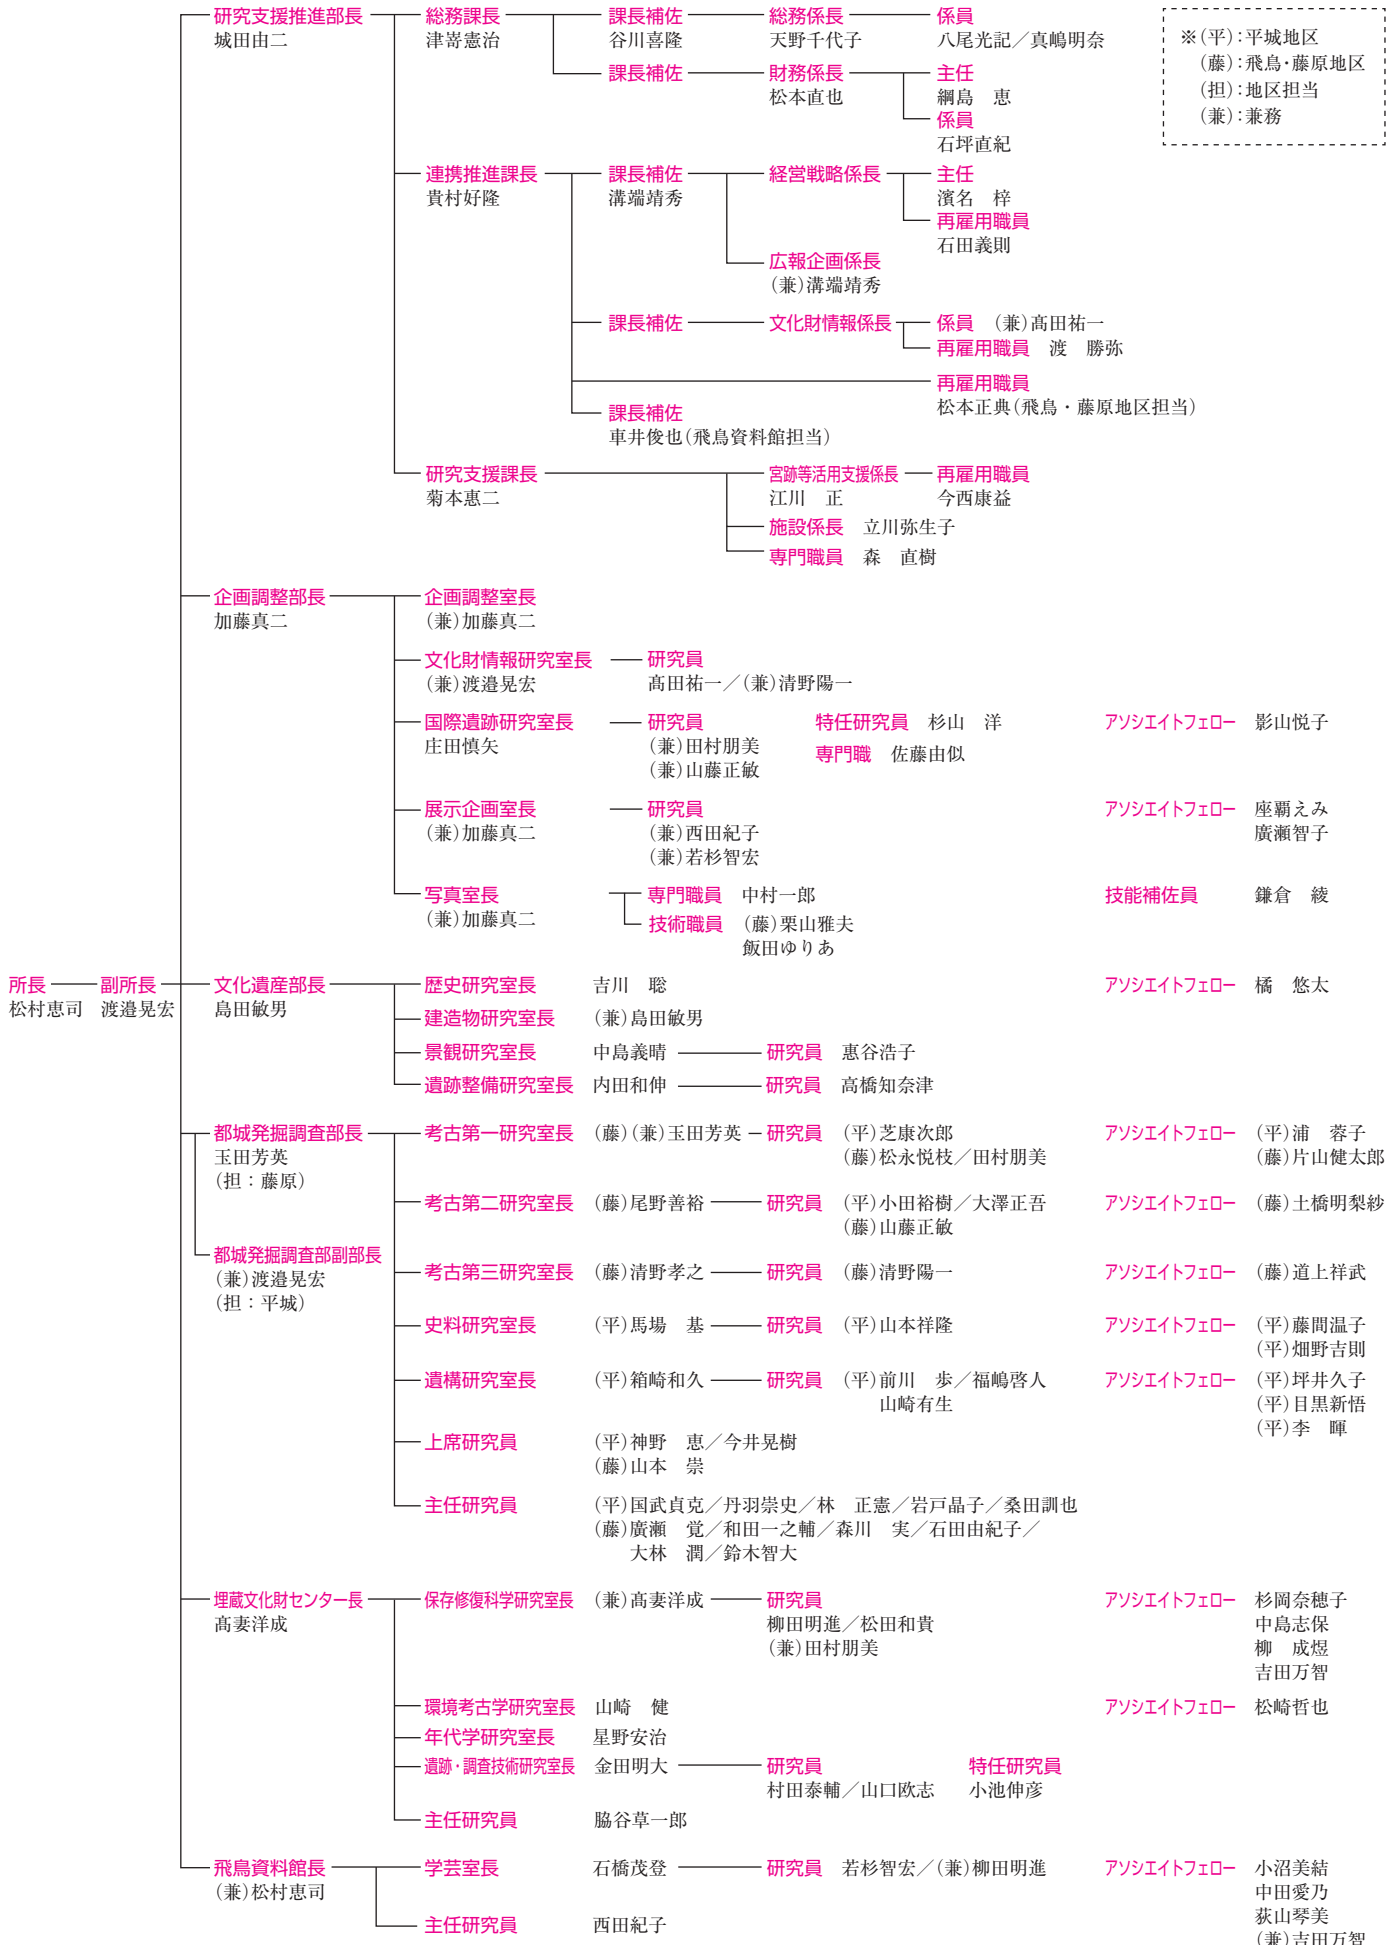 研究支援推進部長 総務課長 課長補佐 総務係長 係員
城田由二 津嵜憲治 谷川喜隆 天野千代子 八尾光記／真嶋明奈
課長補佐 財務係長 主任
松本直也 綱島　恵
係員
石坪直紀
※(平)：平城地区
(藤)：飛鳥・藤原地区
(担)：地区担当
(兼)：兼務
連携推進課長 課長補佐 経営戦略係長 主任
貴村好隆 溝端靖秀 濱名　梓
再雇用職員
石田義則
広報企画係長
(兼)溝端靖秀
課長補佐 文化財情報係長 係員 (兼)髙田祐一
再雇用職員 渡　勝弥
再雇用職員
松本正典(飛鳥・藤原地区担当)
課長補佐
車井俊也(飛鳥資料館担当)
研究支援課長 宮跡等活用支援係長 再雇用職員
菊本惠二 江川　正 今西康益
施設係長 立川弥生子
専門職員 森　直樹
企画調整部長 企画調整室長
加藤真二 (兼)加藤真二
文化財情報研究室長 研究員
(兼)渡邉晃宏 髙田祐一／(兼)清野陽一
国際遺跡研究室長 研究員 特任研究員 杉山　洋 アソシエイトフェロー 影山悦子
庄田慎矢 (兼)田村朋美
専門職 佐藤由似
(兼)山藤正敏
展示企画室長 研究員 アソシエイトフェロー 座覇えみ
(兼)加藤真二 (兼)西田紀子 廣瀬智子
(兼)若杉智宏
写真室長 専門職員 中村一郎 技能補佐員 鎌倉　綾
(兼)加藤真二
技術職員 (藤)栗山雅夫
飯田ゆりあ
所長 副所長 文化遺産部長 歴史研究室長 吉川　聡 アソシエイトフェロー 橘　悠太
松村恵司 渡邉晃宏 島田敏男
建造物研究室長 (兼)島田敏男
景観研究室長 中島義晴 研究員 惠谷浩子
遺跡整備研究室長 内田和伸 研究員 高橋知奈津
都城発掘調査部長 考古第一研究室長 (藤)(兼)玉田芳英 研究員 (平)芝康次郎 アソシエイトフェロー (平)浦　蓉子
玉田芳英 (藤)松永悦枝／田村朋美 (藤)片山健太郎
(担：藤原)
考古第二研究室長 (藤)尾野善裕 研究員 (平)小田裕樹／大澤正吾 アソシエイトフェロー (藤)土橋明梨紗
(藤)山藤正敏
都城発掘調査部副部長
(兼)渡邉晃宏
考古第三研究室長 (藤)清野孝之 研究員 (藤)清野陽一 アソシエイトフェロー (藤)道上祥武
(担：平城)
史料研究室長 (平)馬場　基 研究員 (平)山本祥隆 アソシエイトフェロー (平)藤間温子
(平)畑野吉則
遺構研究室長 (平)箱崎和久 研究員 (平)前川　歩／福嶋啓人 アソシエイトフェロー (平)坪井久子
山崎有生 (平)目黒新悟
(平)李　暉
上席研究員 (平)神野　恵／今井晃樹
(藤)山本　崇
主任研究員 (平)国武貞克／丹羽崇史／林　正憲／岩戸晶子／桑田訓也
(藤)廣瀬　覚／和田一之輔／森川　実／石田由紀子／
大林　潤／鈴木智大
埋蔵文化財センター長 保存修復科学研究室長 (兼)髙妻洋成 研究員 アソシエイトフェロー 杉岡奈穂子
髙妻洋成 柳田明進／松田和貴 中島志保
(兼)田村朋美 柳　成煜
吉田万智
環境考古学研究室長 山崎　健 アソシエイトフェロー 松崎哲也
年代学研究室長 星野安治
遺跡・調査技術研究室長 金田明大 研究員 特任研究員
村田泰輔／山口欧志 小池伸彦
主任研究員 脇谷草一郎
飛鳥資料館長 学芸室長 石橋茂登 研究員 若杉智宏／(兼)柳田明進 アソシエイトフェロー 小沼美結
(兼)松村恵司 中田愛乃
荻山琴美
主任研究員 西田紀子
(兼)吉田万智